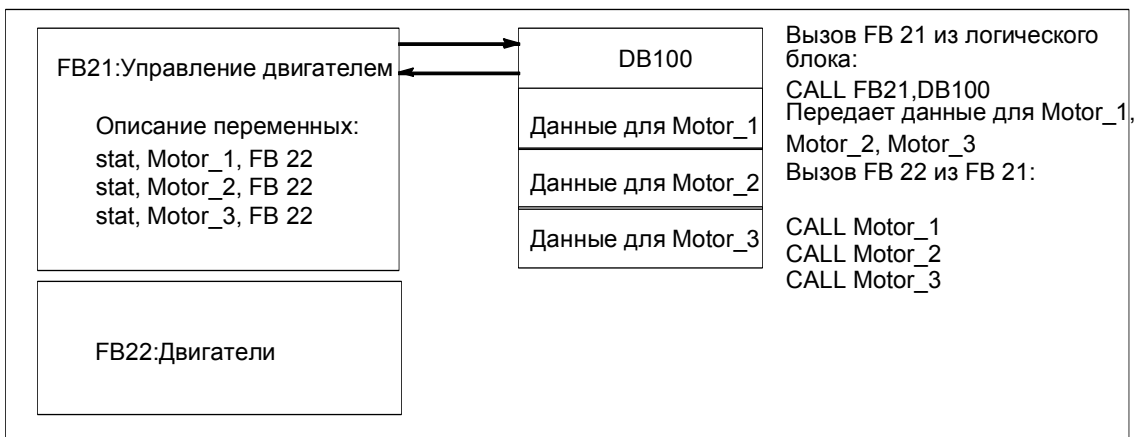 FB21:Управление двигателем
Описание переменных:
stat, Motor_1, FB 22
stat, Motor_2, FB 22
stat, Motor_3, FB 22
FB22:Двигатели
DB100
Данные для Motor_1
Данные для Motor_2
Данные для Motor_3
Вызов FB 21 из логического
блока:
CALL FB21,DB100
Передает данные для Motor_1,
Motor_2, Motor_3
Вызов FB 22 из FB 21:
CALL Motor_1
CALL Motor_2
CALL Motor_3